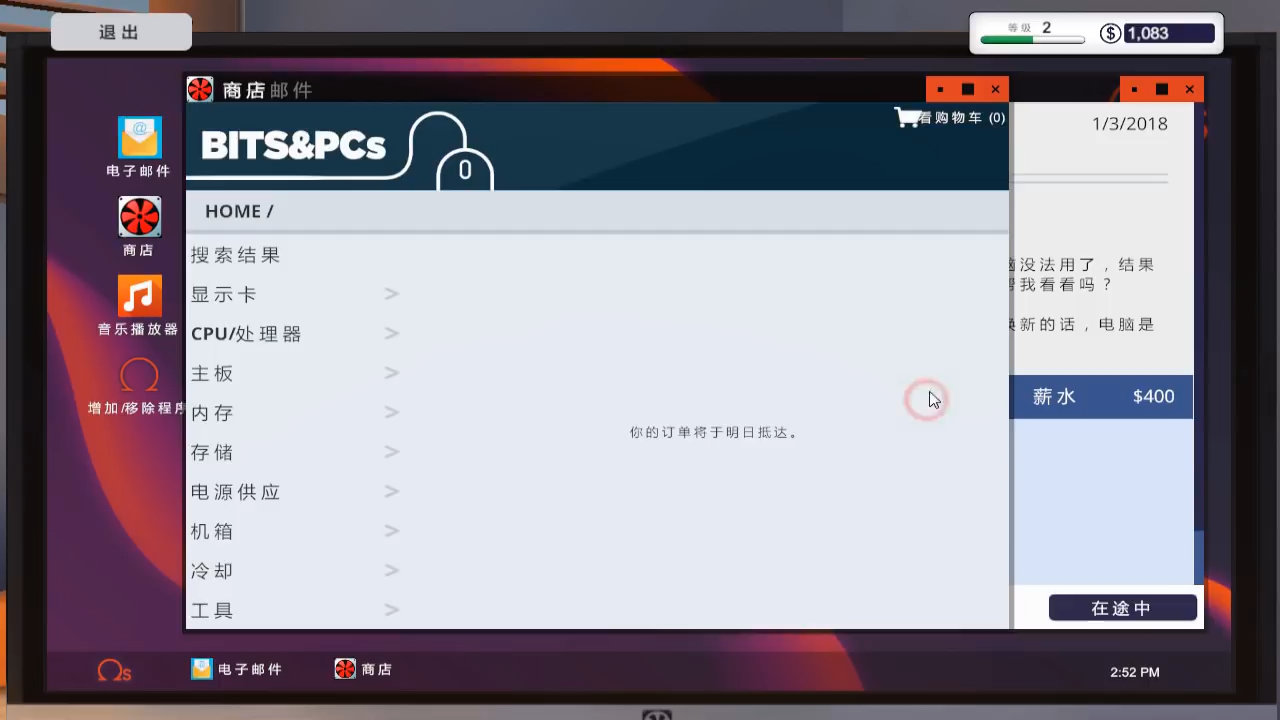 退出
等级 2
$ 1,083
商店邮件
1/3/2018
BITS&PCs
看购物车 (0)
HOME /
电子邮件
商店
音乐播放器
增加/移除程序
搜索结果
显示卡 >
CPU/处理器 >
主板 >
内存 >
存储 >
电源供应 >
机箱 >
冷却 >
工具 >
你的订单将于明日抵达。
没法用了，结果
我看看吗？
新的话，电脑是
薪水 $400
在途中
Ωs
电子邮件
商店
2:52 PM